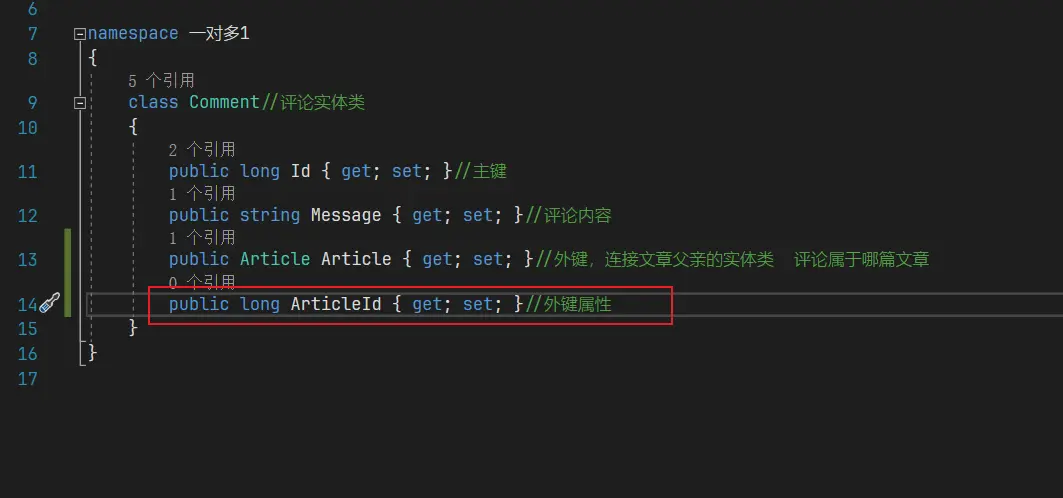 6
7 namespace 一对多1
8 {
5 个引用
9 class Comment//评论实体类
10 {
2 个引用
11 public long Id { get; set; }//主键
1 个引用
12 public string Message { get; set; }//评论内容
1 个引用
13 public Article Article { get; set; }//外键，连接文章父亲的实体类 评论属于哪篇文章
0 个引用
14 public long ArticleId { get; set; }//外键属性
15 }
16 }
17